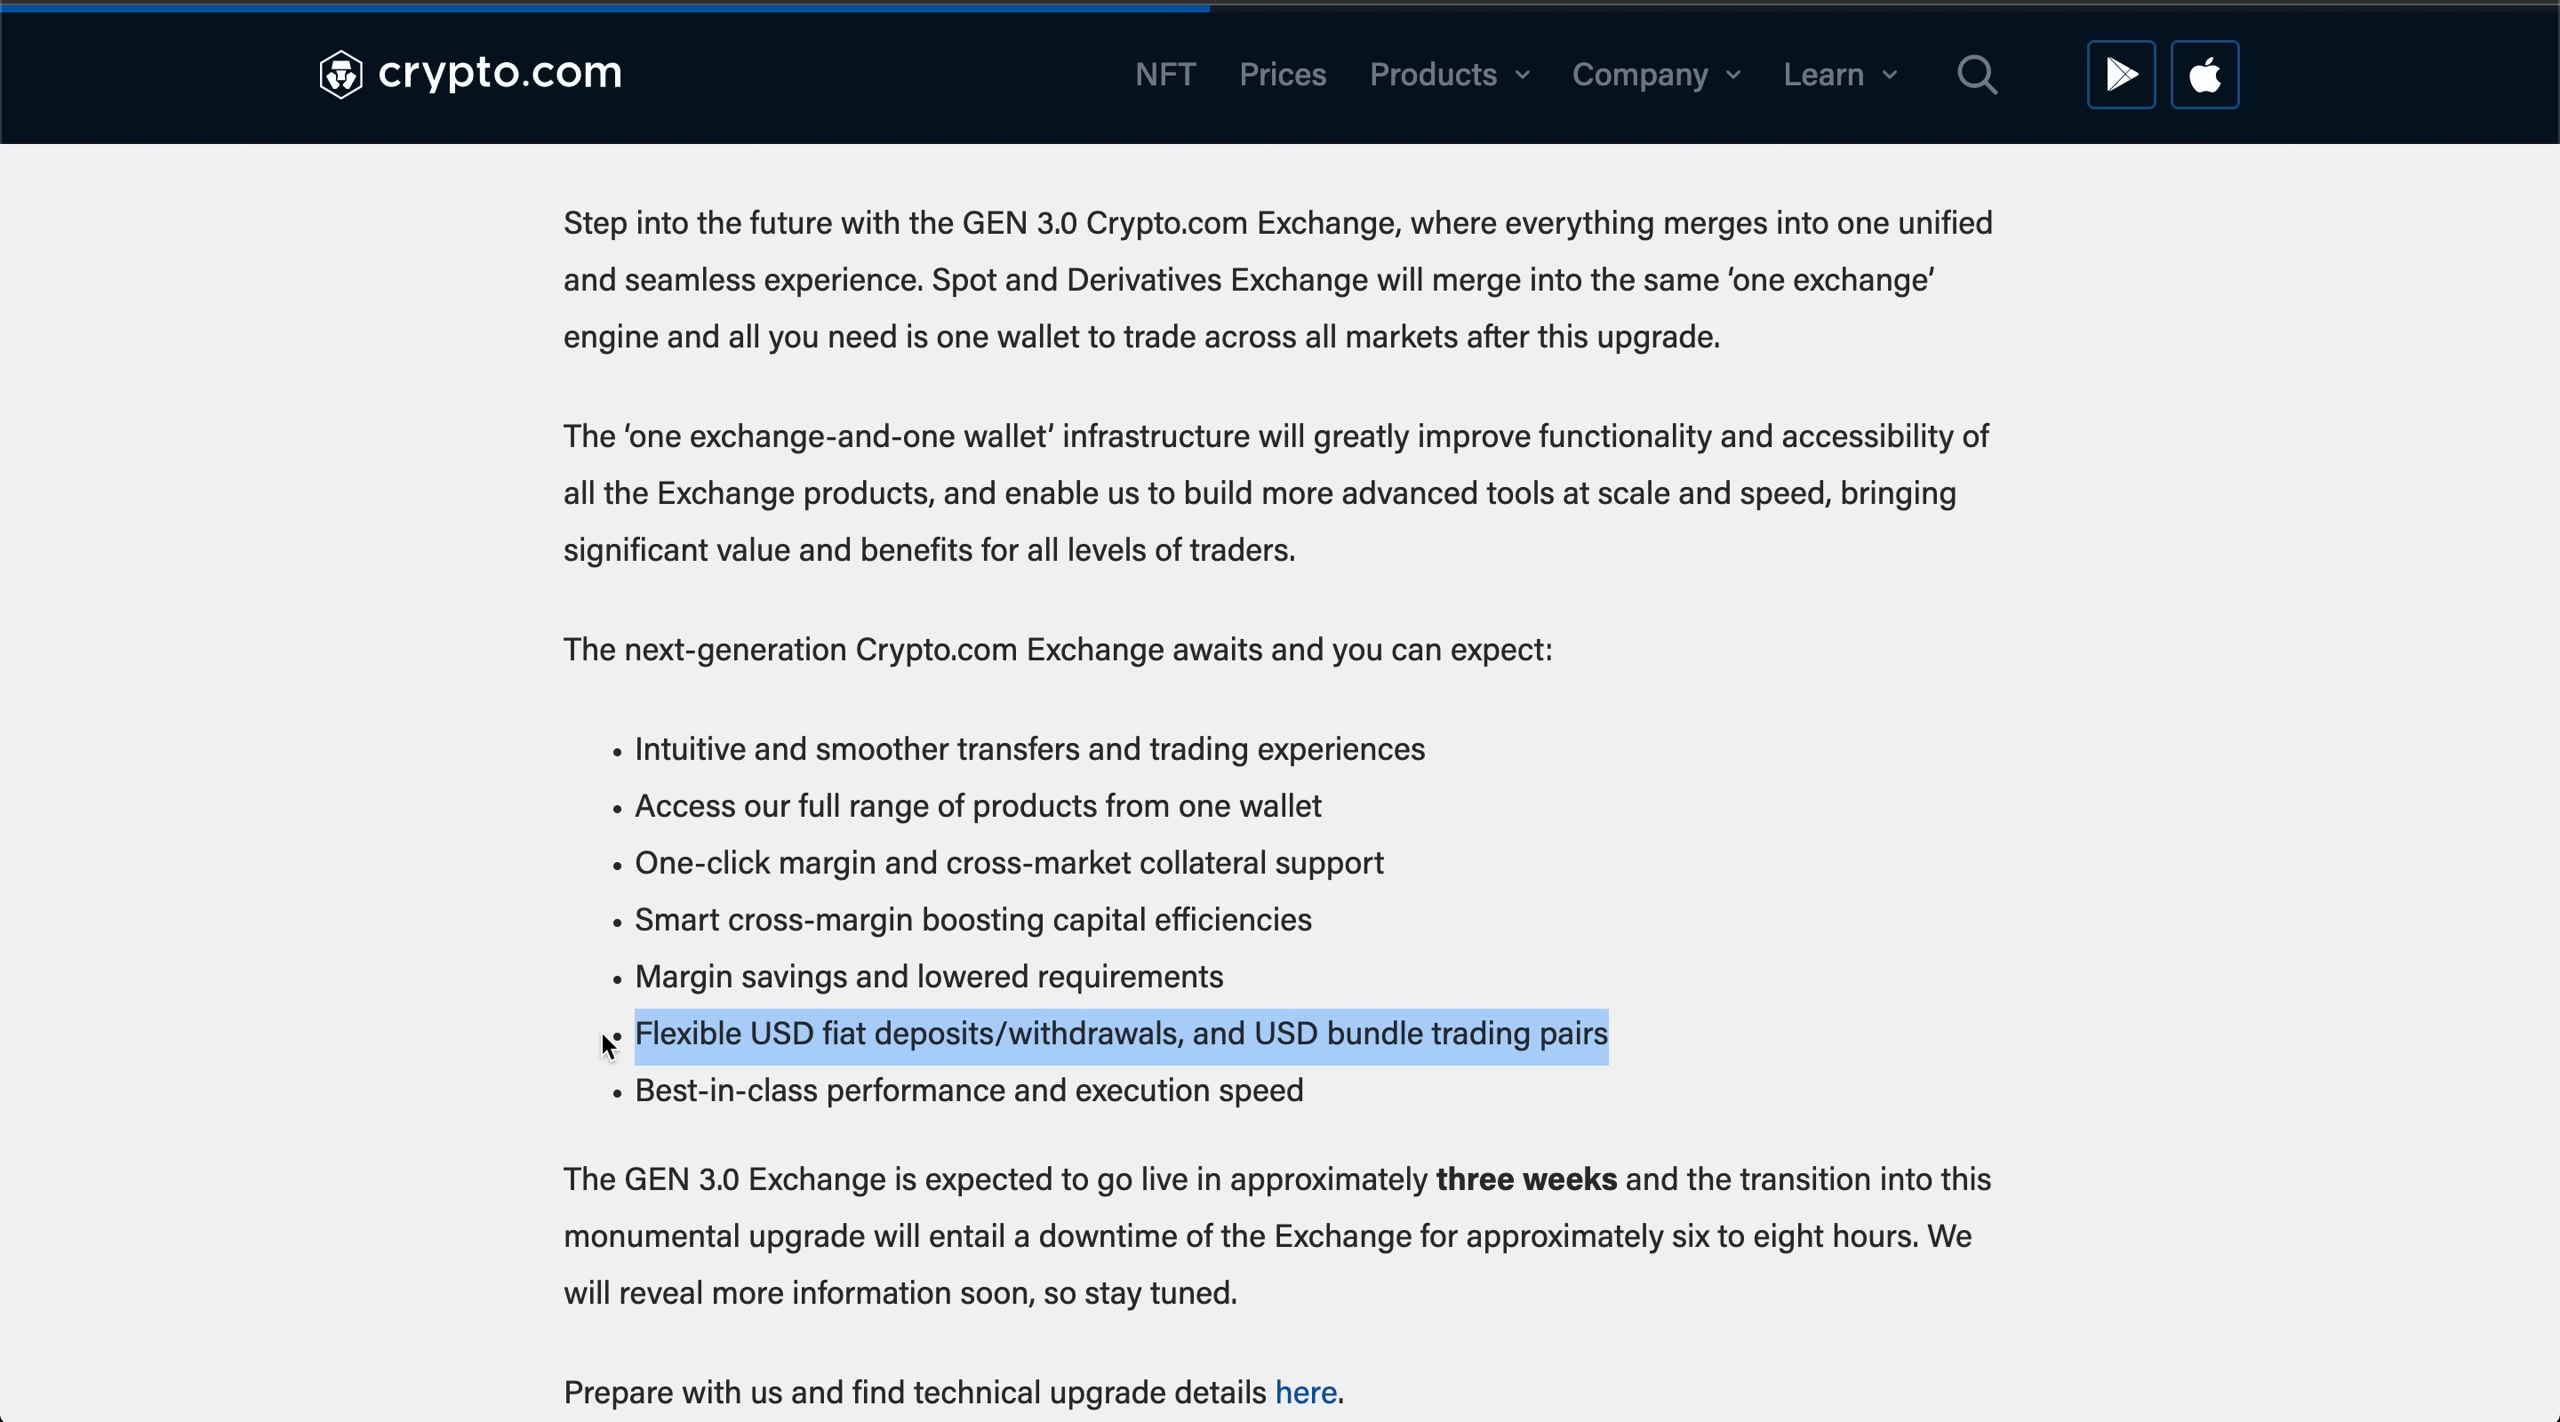 crypto.com
NFT Prices Products Company Learn
Step into the future with the GEN 3.0 Crypto.com Exchange, where everything merges into one unified
and seamless experience. Spot and Derivatives Exchange will merge into the same ‘one exchange’
engine and all you need is one wallet to trade across all markets after this upgrade.
The ‘one exchange-and-one wallet’ infrastructure will greatly improve functionality and accessibility of
all the Exchange products, and enable us to build more advanced tools at scale and speed, bringing
significant value and benefits for all levels of traders.
The next-generation Crypto.com Exchange awaits and you can expect:
• Intuitive and smoother transfers and trading experiences
• Access our full range of products from one wallet
• One-click margin and cross-market collateral support
• Smart cross-margin boosting capital efficiencies
• Margin savings and lowered requirements
• Flexible USD fiat deposits/withdrawals, and USD bundle trading pairs
• Best-in-class performance and execution speed
The GEN 3.0 Exchange is expected to go live in approximately three weeks and the transition into this
monumental upgrade will entail a downtime of the Exchange for approximately six to eight hours. We
will reveal more information soon, so stay tuned.
Prepare with us and find technical upgrade details here.